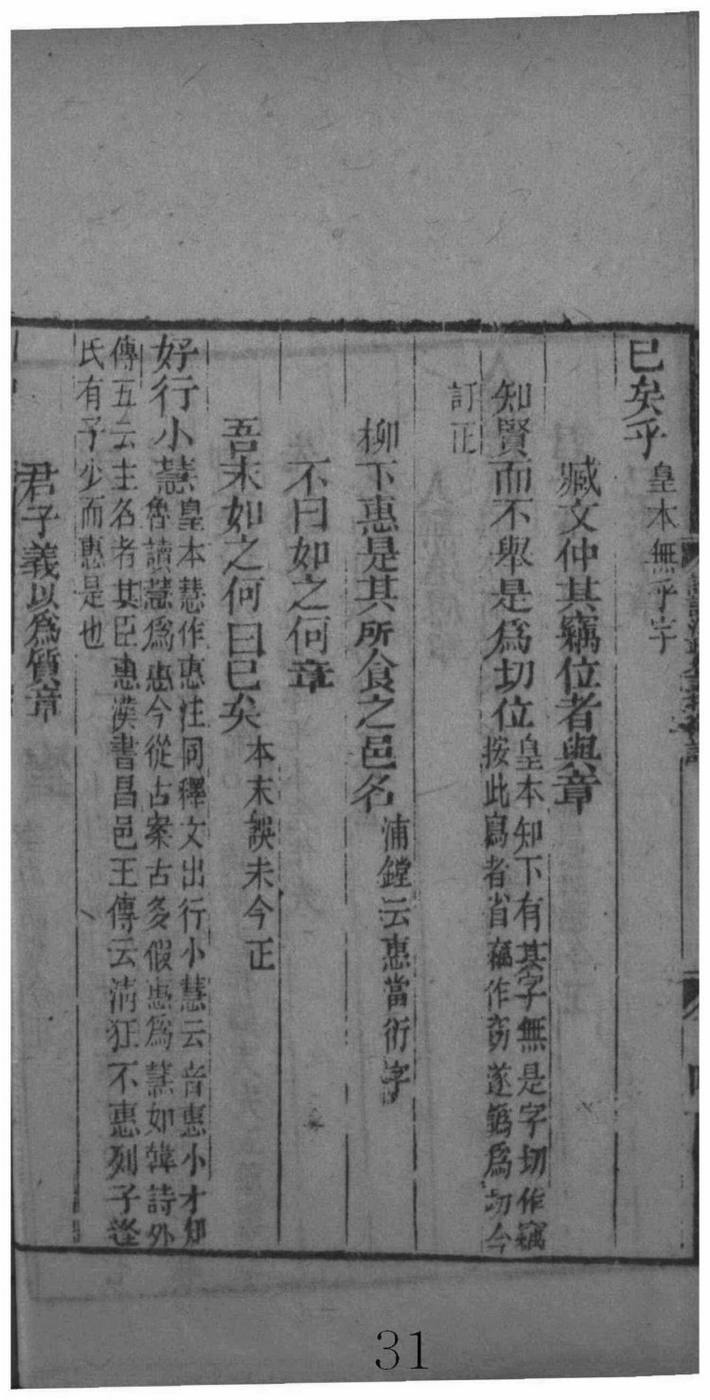 已矣乎皇本無乎字
臧文仲其竊位者與章
知賢而不舉是爲切位皇本知下有其字無是字切作竊
按此寫者省竊作窃遂譌爲切今
訂正
柳下惠是其所食之邑名浦鏜云惠當衍字
不曰如之何章
吾末如之何曰已矣本末誤未今正
好行小慧皇本慧作惠注同釋文出行小慧云音惠小才知
魯讀慧爲惠今從古案古多假惠爲慧如韓詩外
傳五云主名者其臣惠漢書昌邑王傳云淸狂不惠列子逢
氏有子少而惠是也
君子義以爲質章
31